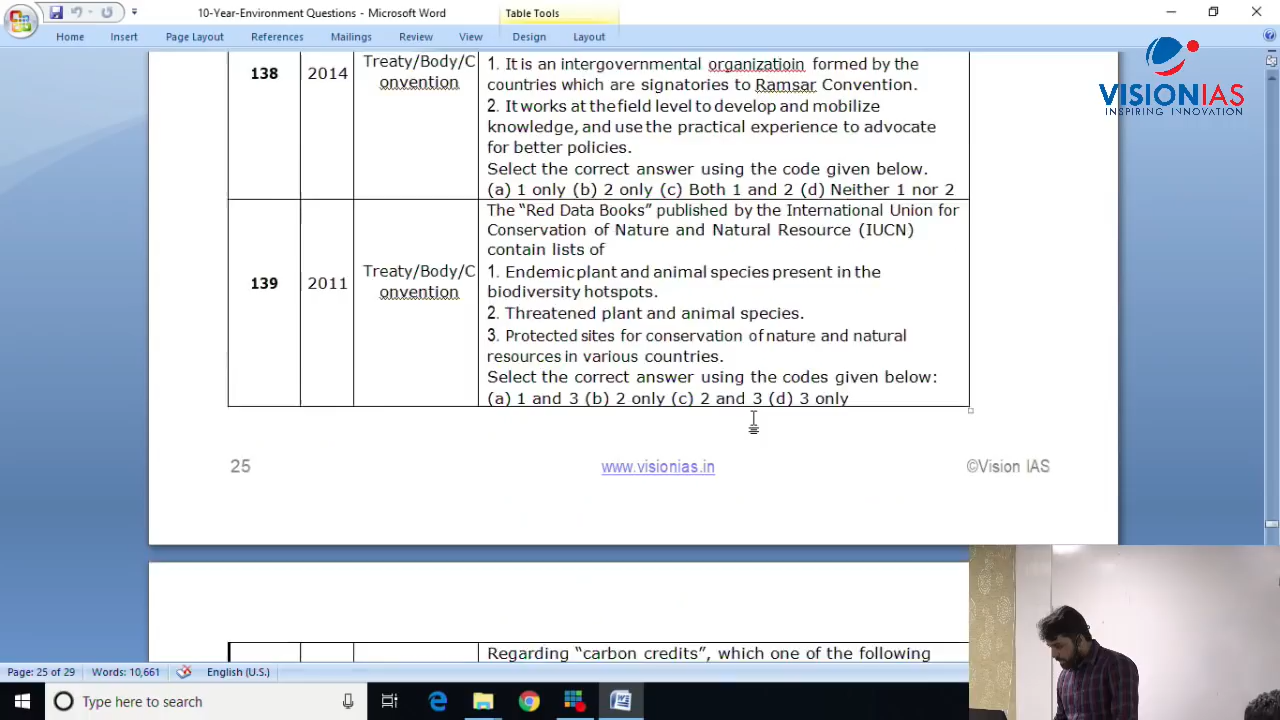 10-Year-Environment Questions - Microsoft Word
Table Tools
Home Insert Page Layout References Mailings Review View Design Layout
VISIONIAS
INSPIRING INNOVATION
138 2014 Treaty/Body/C
onvention
1. It is an intergovernmental organizatioin formed by the
countries which are signatories to Ramsar Convention.
2. It works at the field level to develop and mobilize
knowledge, and use the practical experience to advocate
for better policies.
Select the correct answer using the code given below.
(a) 1 only (b) 2 only (c) Both 1 and 2 (d) Neither 1 nor 2
139 2011 Treaty/Body/C
onvention
The “Red Data Books” published by the International Union for
Conservation of Nature and Natural Resource (IUCN)
contain lists of
1. Endemic plant and animal species present in the
biodiversity hotspots.
2. Threatened plant and animal species.
3. Protected sites for conservation of nature and natural
resources in various countries.
Select the correct answer using the codes given below:
(a) 1 and 3 (b) 2 only (c) 2 and 3 (d) 3 only
25 www.visionias.in ©Vision IAS
Regarding “carbon credits”, which one of the following
Page: 25 of 29 Words: 10,661 English (U.S.)
Type here to search